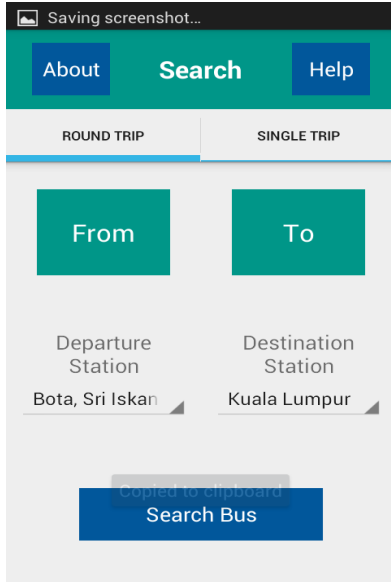 Saving screenshot...
About Search Help
ROUND TRIP SINGLE TRIP
From To
Departure Station
Destination Station
Bota, Sri Iskan Kuala Lumpur
Copied to clipboard
Search Bus